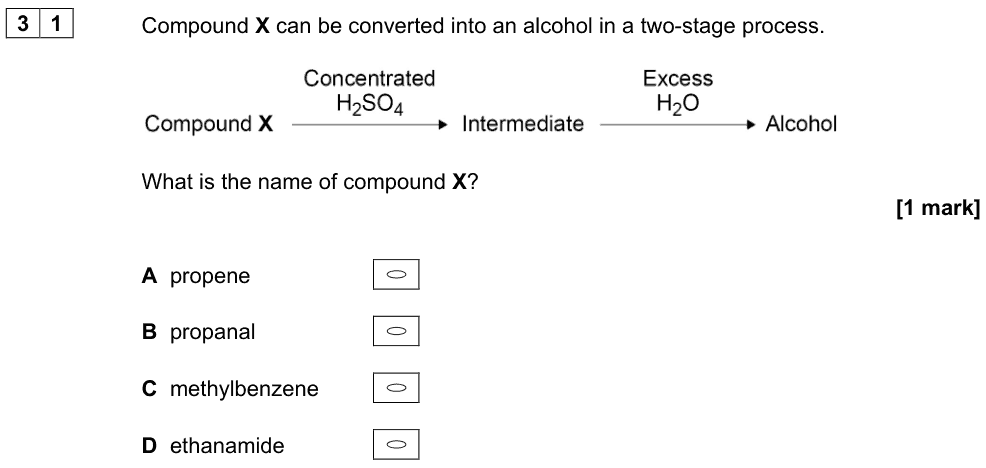 3 1 Compound X can be converted into an alcohol in a two-stage process.
Concentrated H₂SO₄ Excess H₂O
Compound X Intermediate Alcohol
What is the name of compound X?
[1 mark]
A propene
B propanal
C methylbenzene
D ethanamide